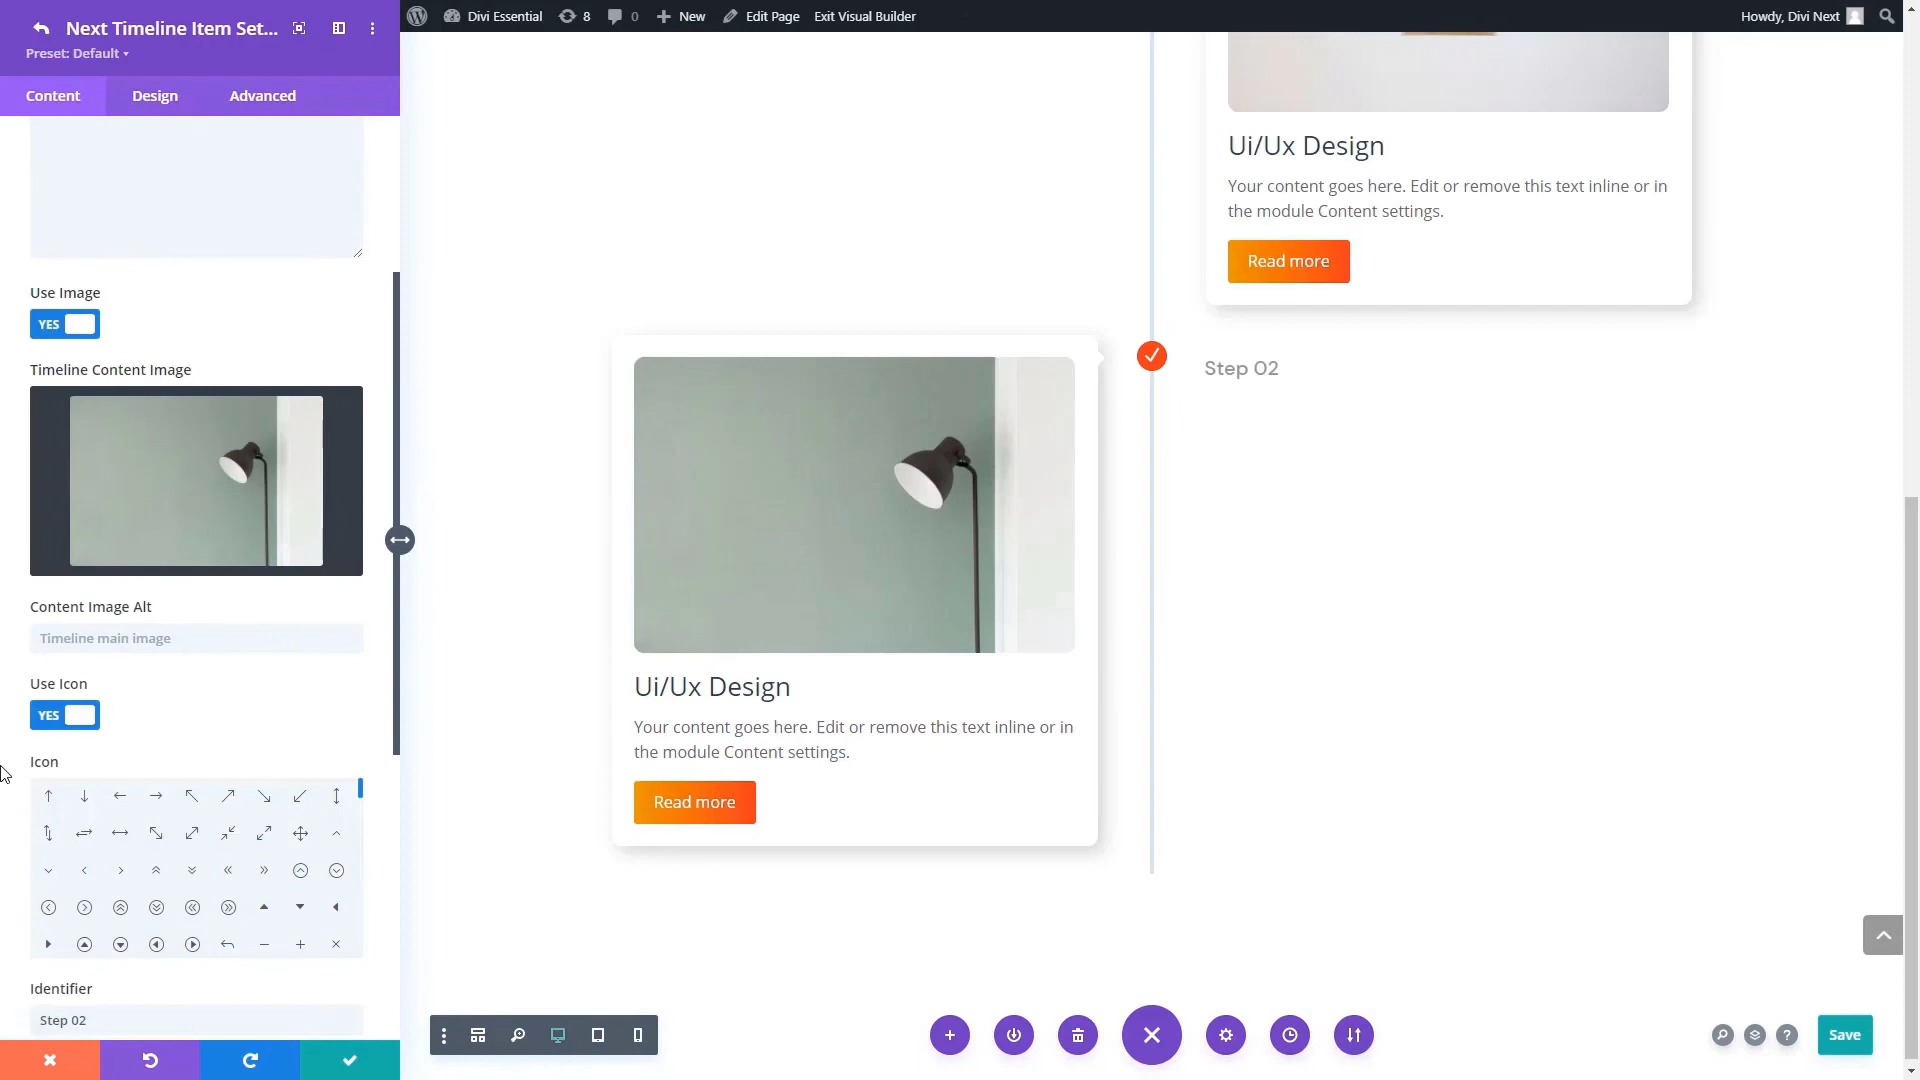 Next Timeline Item Set...
Preset: Default
Content
Design
Advanced
Use Image
YES
Timeline Content Image
Content Image Alt
Timeline main image
Use Icon
YES
Icon
Identifier
Step 02
Divi Essential
8
0
New
Edit Page
Exit Visual Builder
Howdy, Divi Next
Ui/Ux Design
Your content goes here. Edit or remove this text inline or in
the module Content settings.
Read more
Step 02
Ui/Ux Design
Your content goes here. Edit or remove this text inline or in
the module Content settings.
Read more
Save